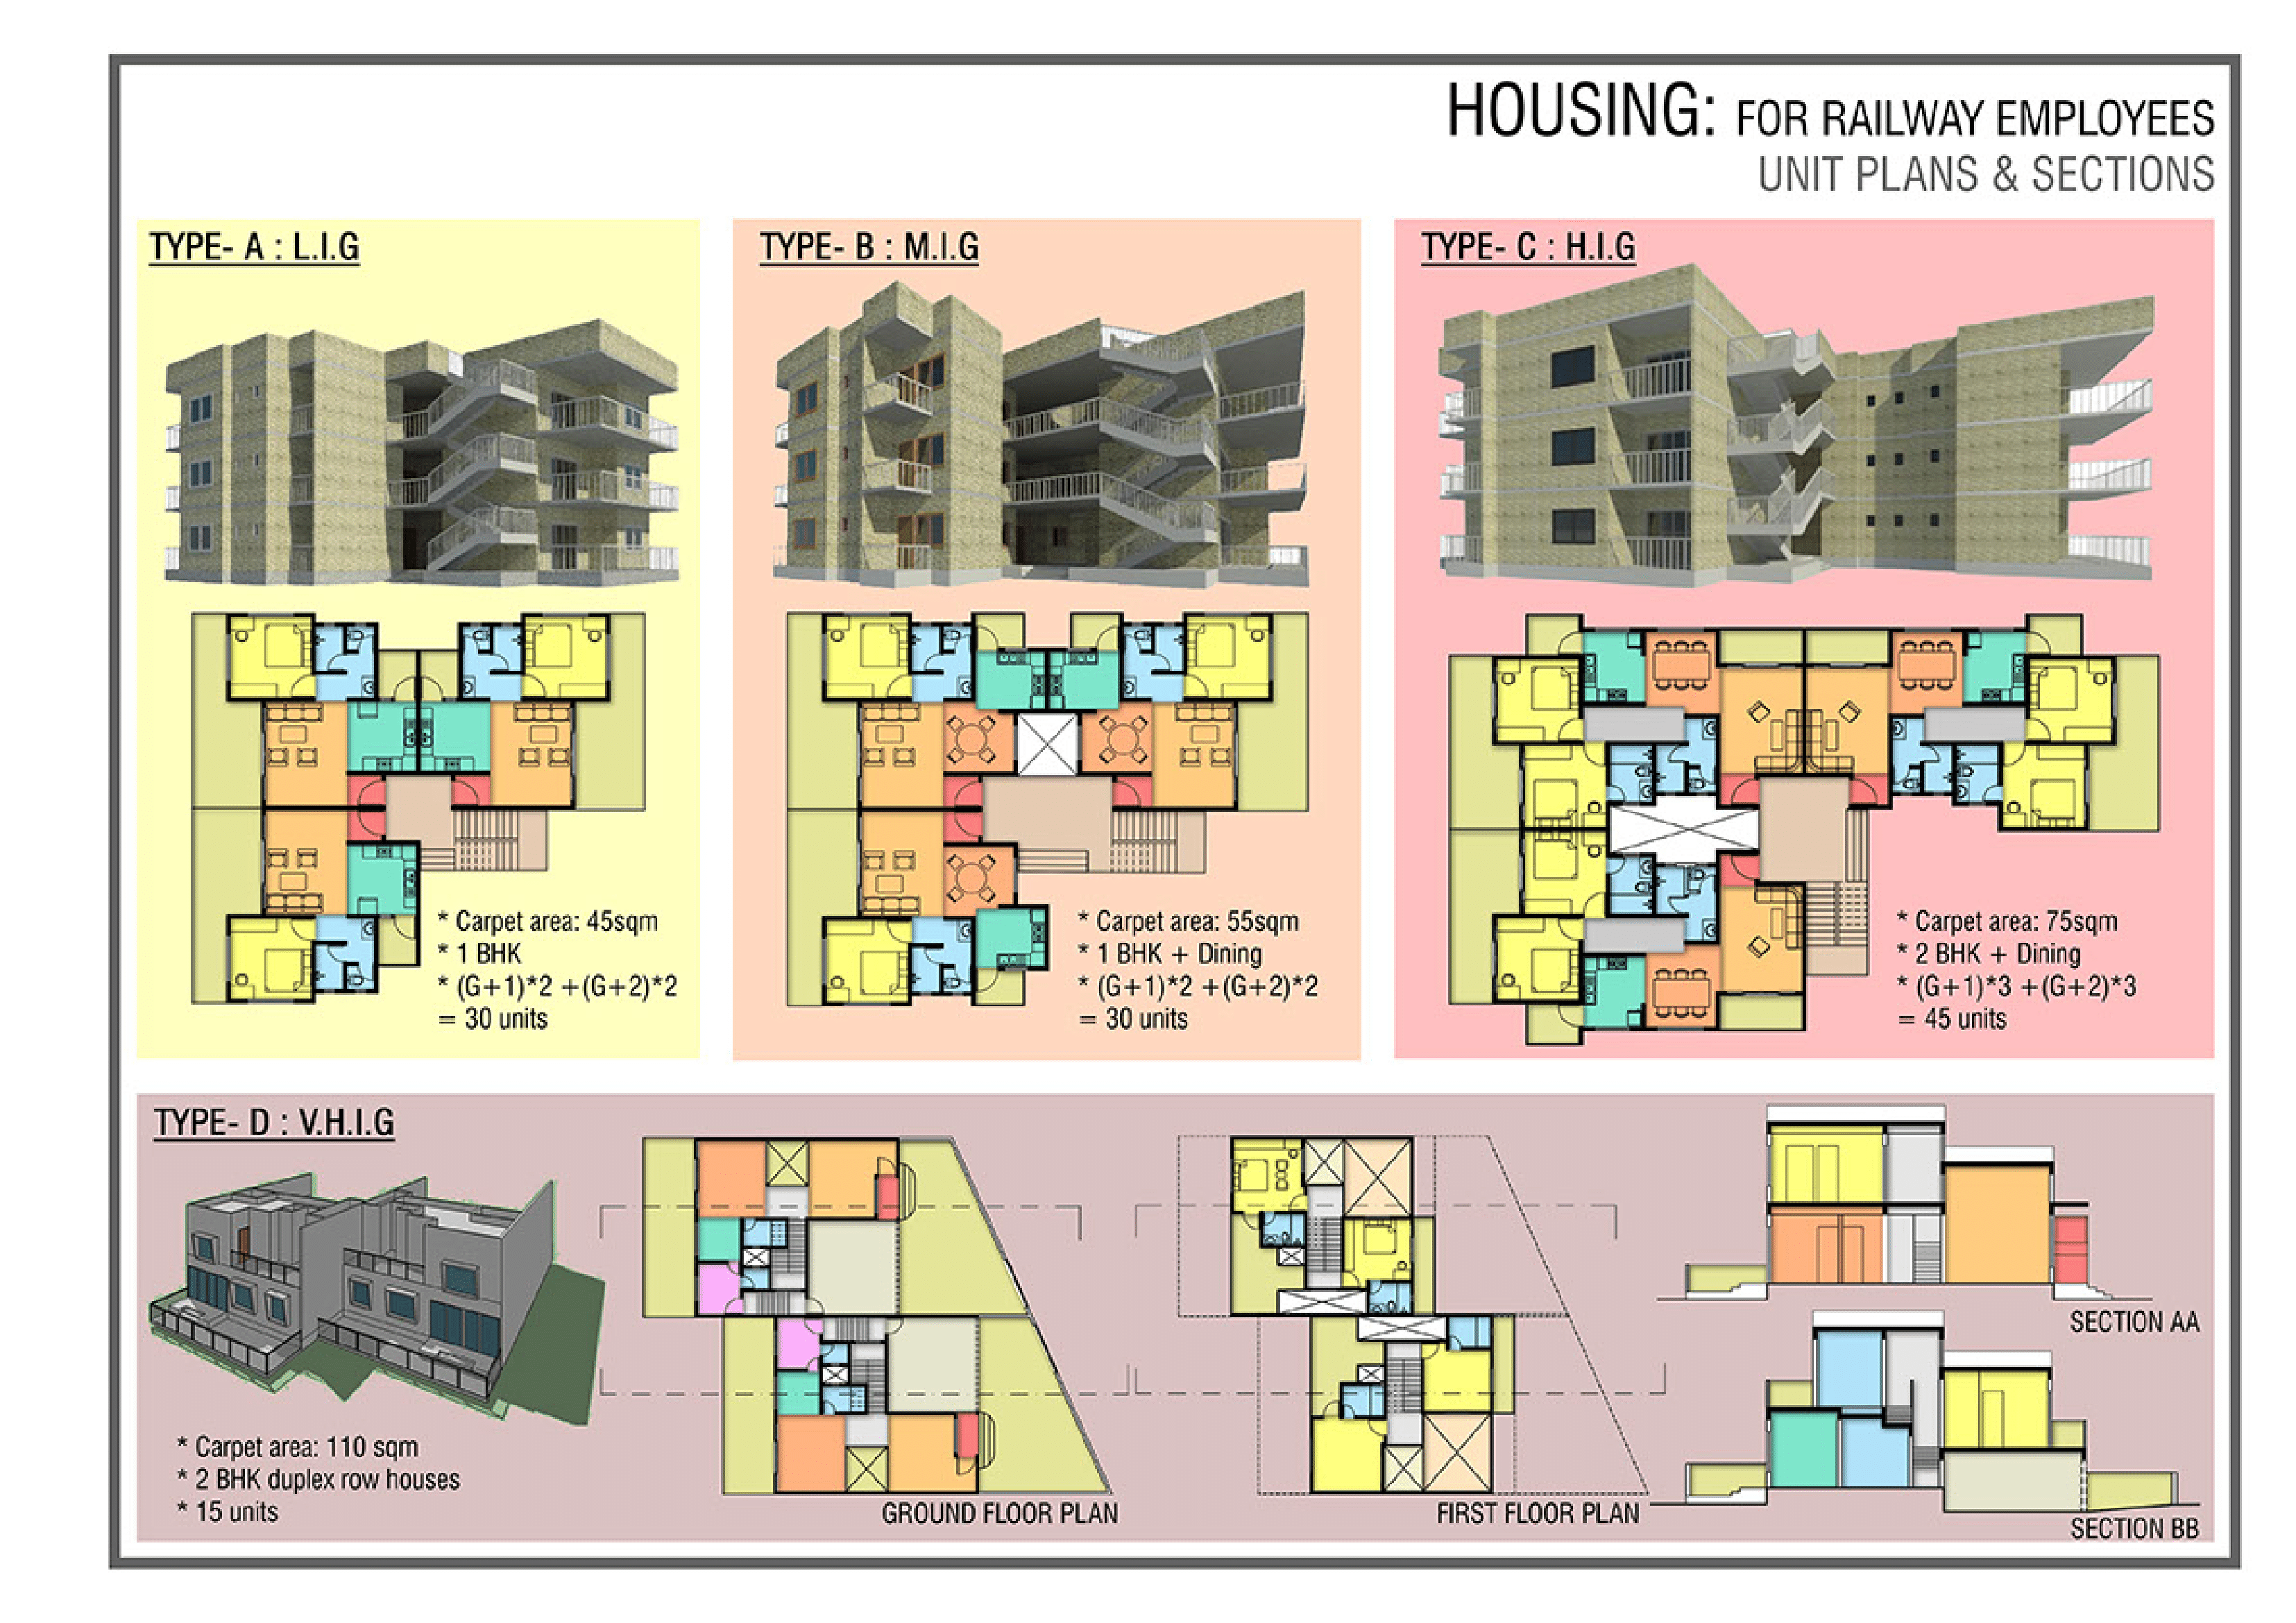 HOUSING: FOR RAILWAY EMPLOYEES
UNIT PLANS & SECTIONS
TYPE- A : L.I.G
* Carpet area: 45sqm
* 1 BHK
* (G+1)*2 +(G+2)*2
= 30 units
TYPE- B : M.I.G
* Carpet area: 55sqm
* 1 BHK + Dining
* (G+1)*2 +(G+2)*2
= 30 units
TYPE- C : H.I.G
* Carpet area: 75sqm
* 2 BHK + Dining
* (G+1)*3 +(G+2)*3
= 45 units
TYPE- D : V.H.I.G
* Carpet area: 110 sqm
* 2 BHK duplex row houses
* 15 units
GROUND FLOOR PLAN
FIRST FLOOR PLAN
SECTION AA
SECTION BB